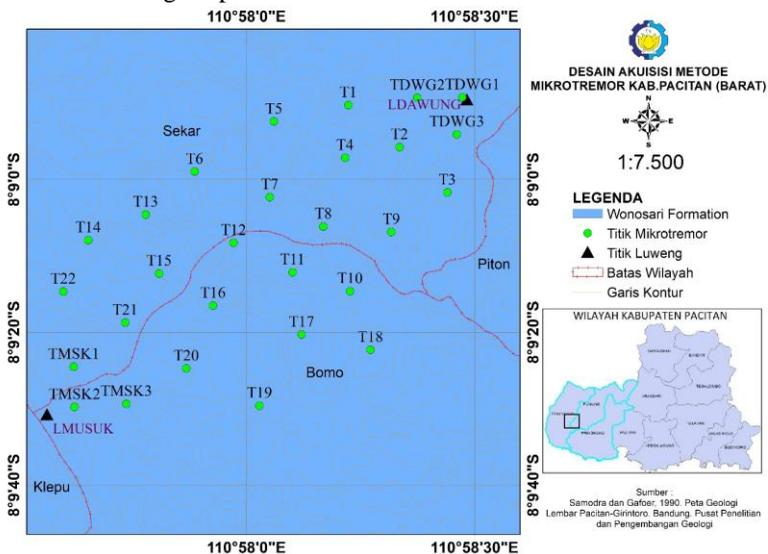 110°58'0"E
110°58'30"E
TDWG2
TDWG1
T1
LDAWUNG
T5
TDWG3
Sekar
T2
T4
T6
8°9'0"S
8°9'0"S
T3
T7
T13
T8
T9
T14
T12
Piton
T15
T11
T10
T22
T16
T21
T17
8°9'20"S
8°9'20"S
T18
TMSK1
T20
Bomo
TMSK2
TMSK3
T19
LMUSUK
Klepu
8°9'40"S
8°9'40"S
110°58'0"E
110°58'30"E
DESAIN AKUISISI METODE
MIKROTREMOR KAB.PACITAN (BARAT)
N
W
E
S
1:7.500
LEGENDA
Wonosari Formation
Titik Mikrotremor
Titik Luweng
Batas Wilayah
Garis Kontur
WILAYAH KABUPATEN PACITAN
Sumber :
Samodra dan Gafoer, 1990. Peta Geologi
Lembar Pacitan-Girintoro. Bandung. Pusat Penelitian
dan Pengembangan Geologi